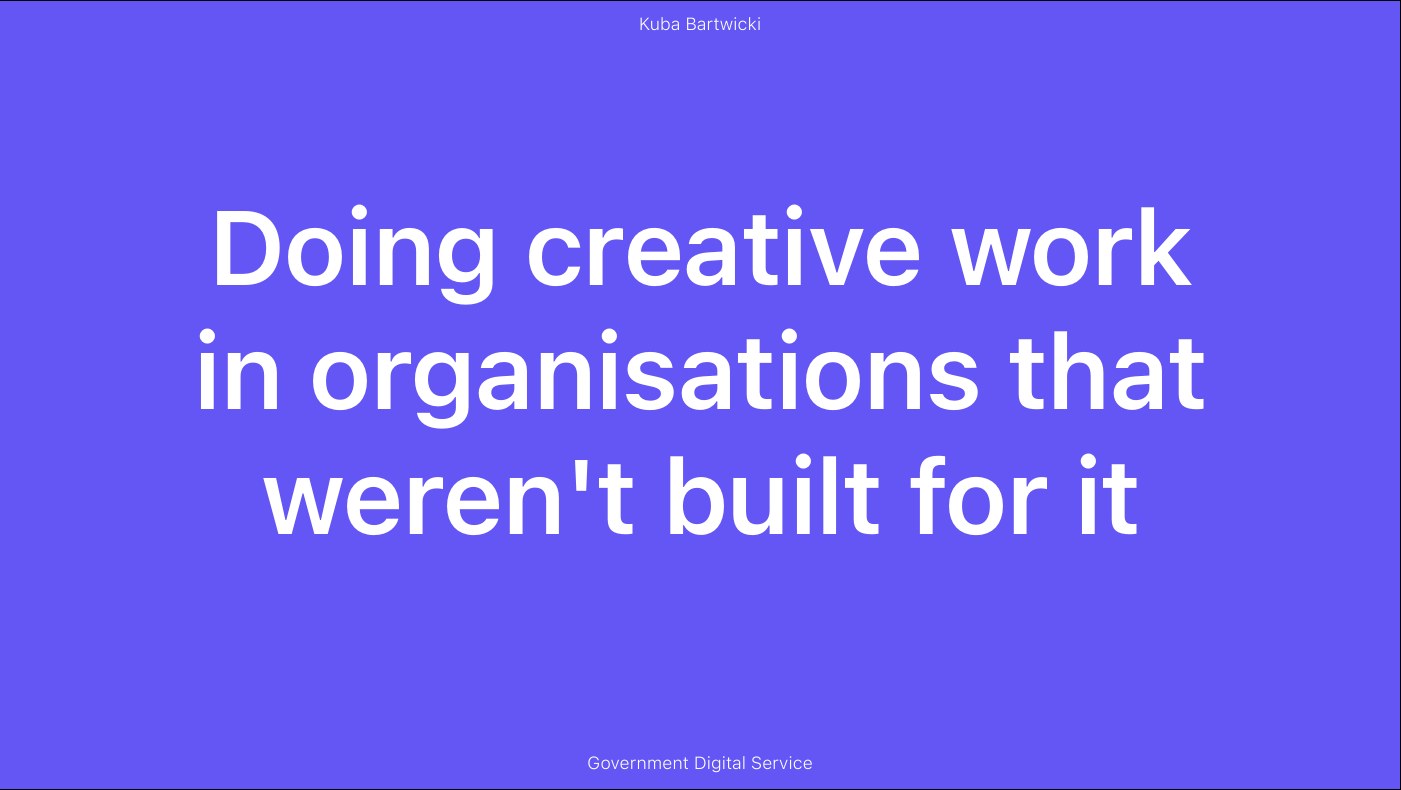 Kuba Bartwicki
Doing creative work
in organisations that
weren't built for it
Government Digital Service